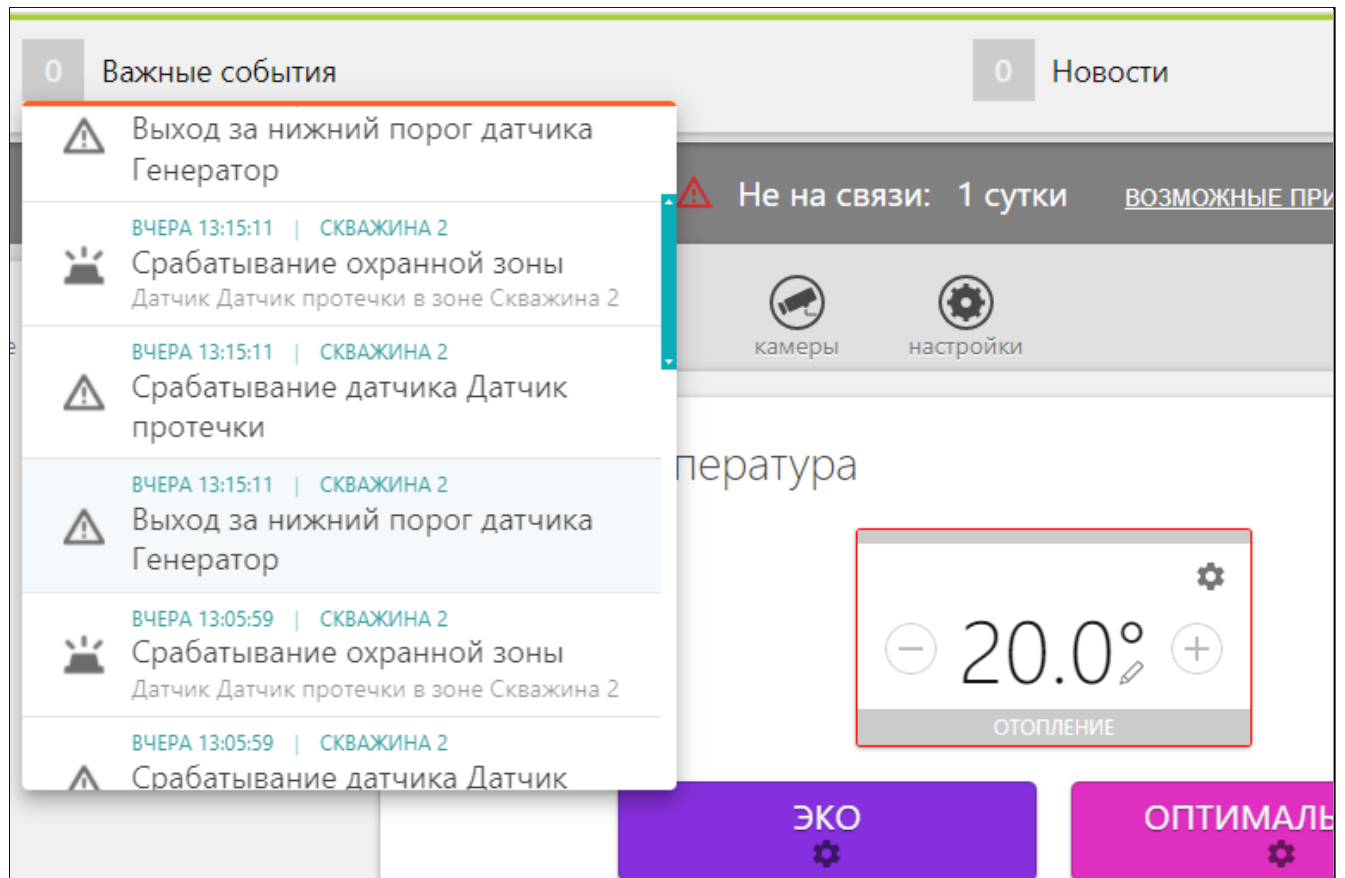 0 Важные события
0 Новости
Выход за нижний порог датчика
Генератор
ВЧЕРА 13:15:11 | СКВАЖИНА 2
Срабатывание охранной зоны
Датчик Датчик протечки в зоне Скважина 2
ВЧЕРА 13:15:11 | СКВАЖИНА 2
Срабатывание датчика Датчик
протечки
ВЧЕРА 13:15:11 | СКВАЖИНА 2
Выход за нижний порог датчика
Генератор
ВЧЕРА 13:05:59 | СКВАЖИНА 2
Срабатывание охранной зоны
Датчик Датчик протечки в зоне Скважина 2
ВЧЕРА 13:05:59 | СКВАЖИНА 2
Срабатывание датчика Датчик
Не на связи: 1 сутки ВОЗМОЖНЫЕ ПРИ
камеры
настройки
пература
20.0°
ОТОПЛЕНИЕ
ЭКО
ОПТИМАЛЬ